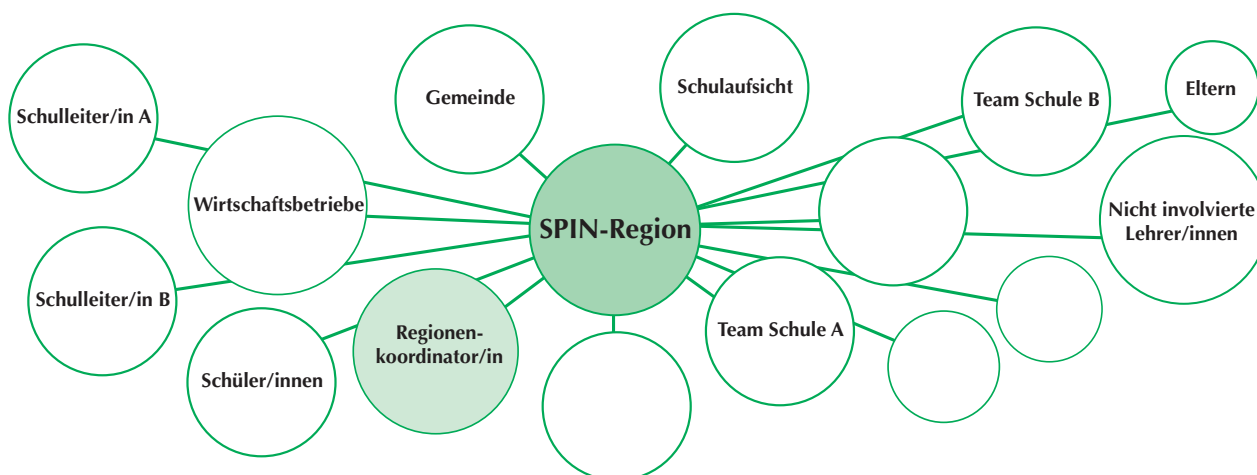 Schulleiter/in A
Gemeinde
Schulaufsicht
Team Schule B
Eltern
Wirtschaftsbetriebe
SPIN-Region
Nicht involvierte
Lehrer/innen
Schulleiter/in B
Schüler/innen
Regionen-
koordinator/in
Team Schule A